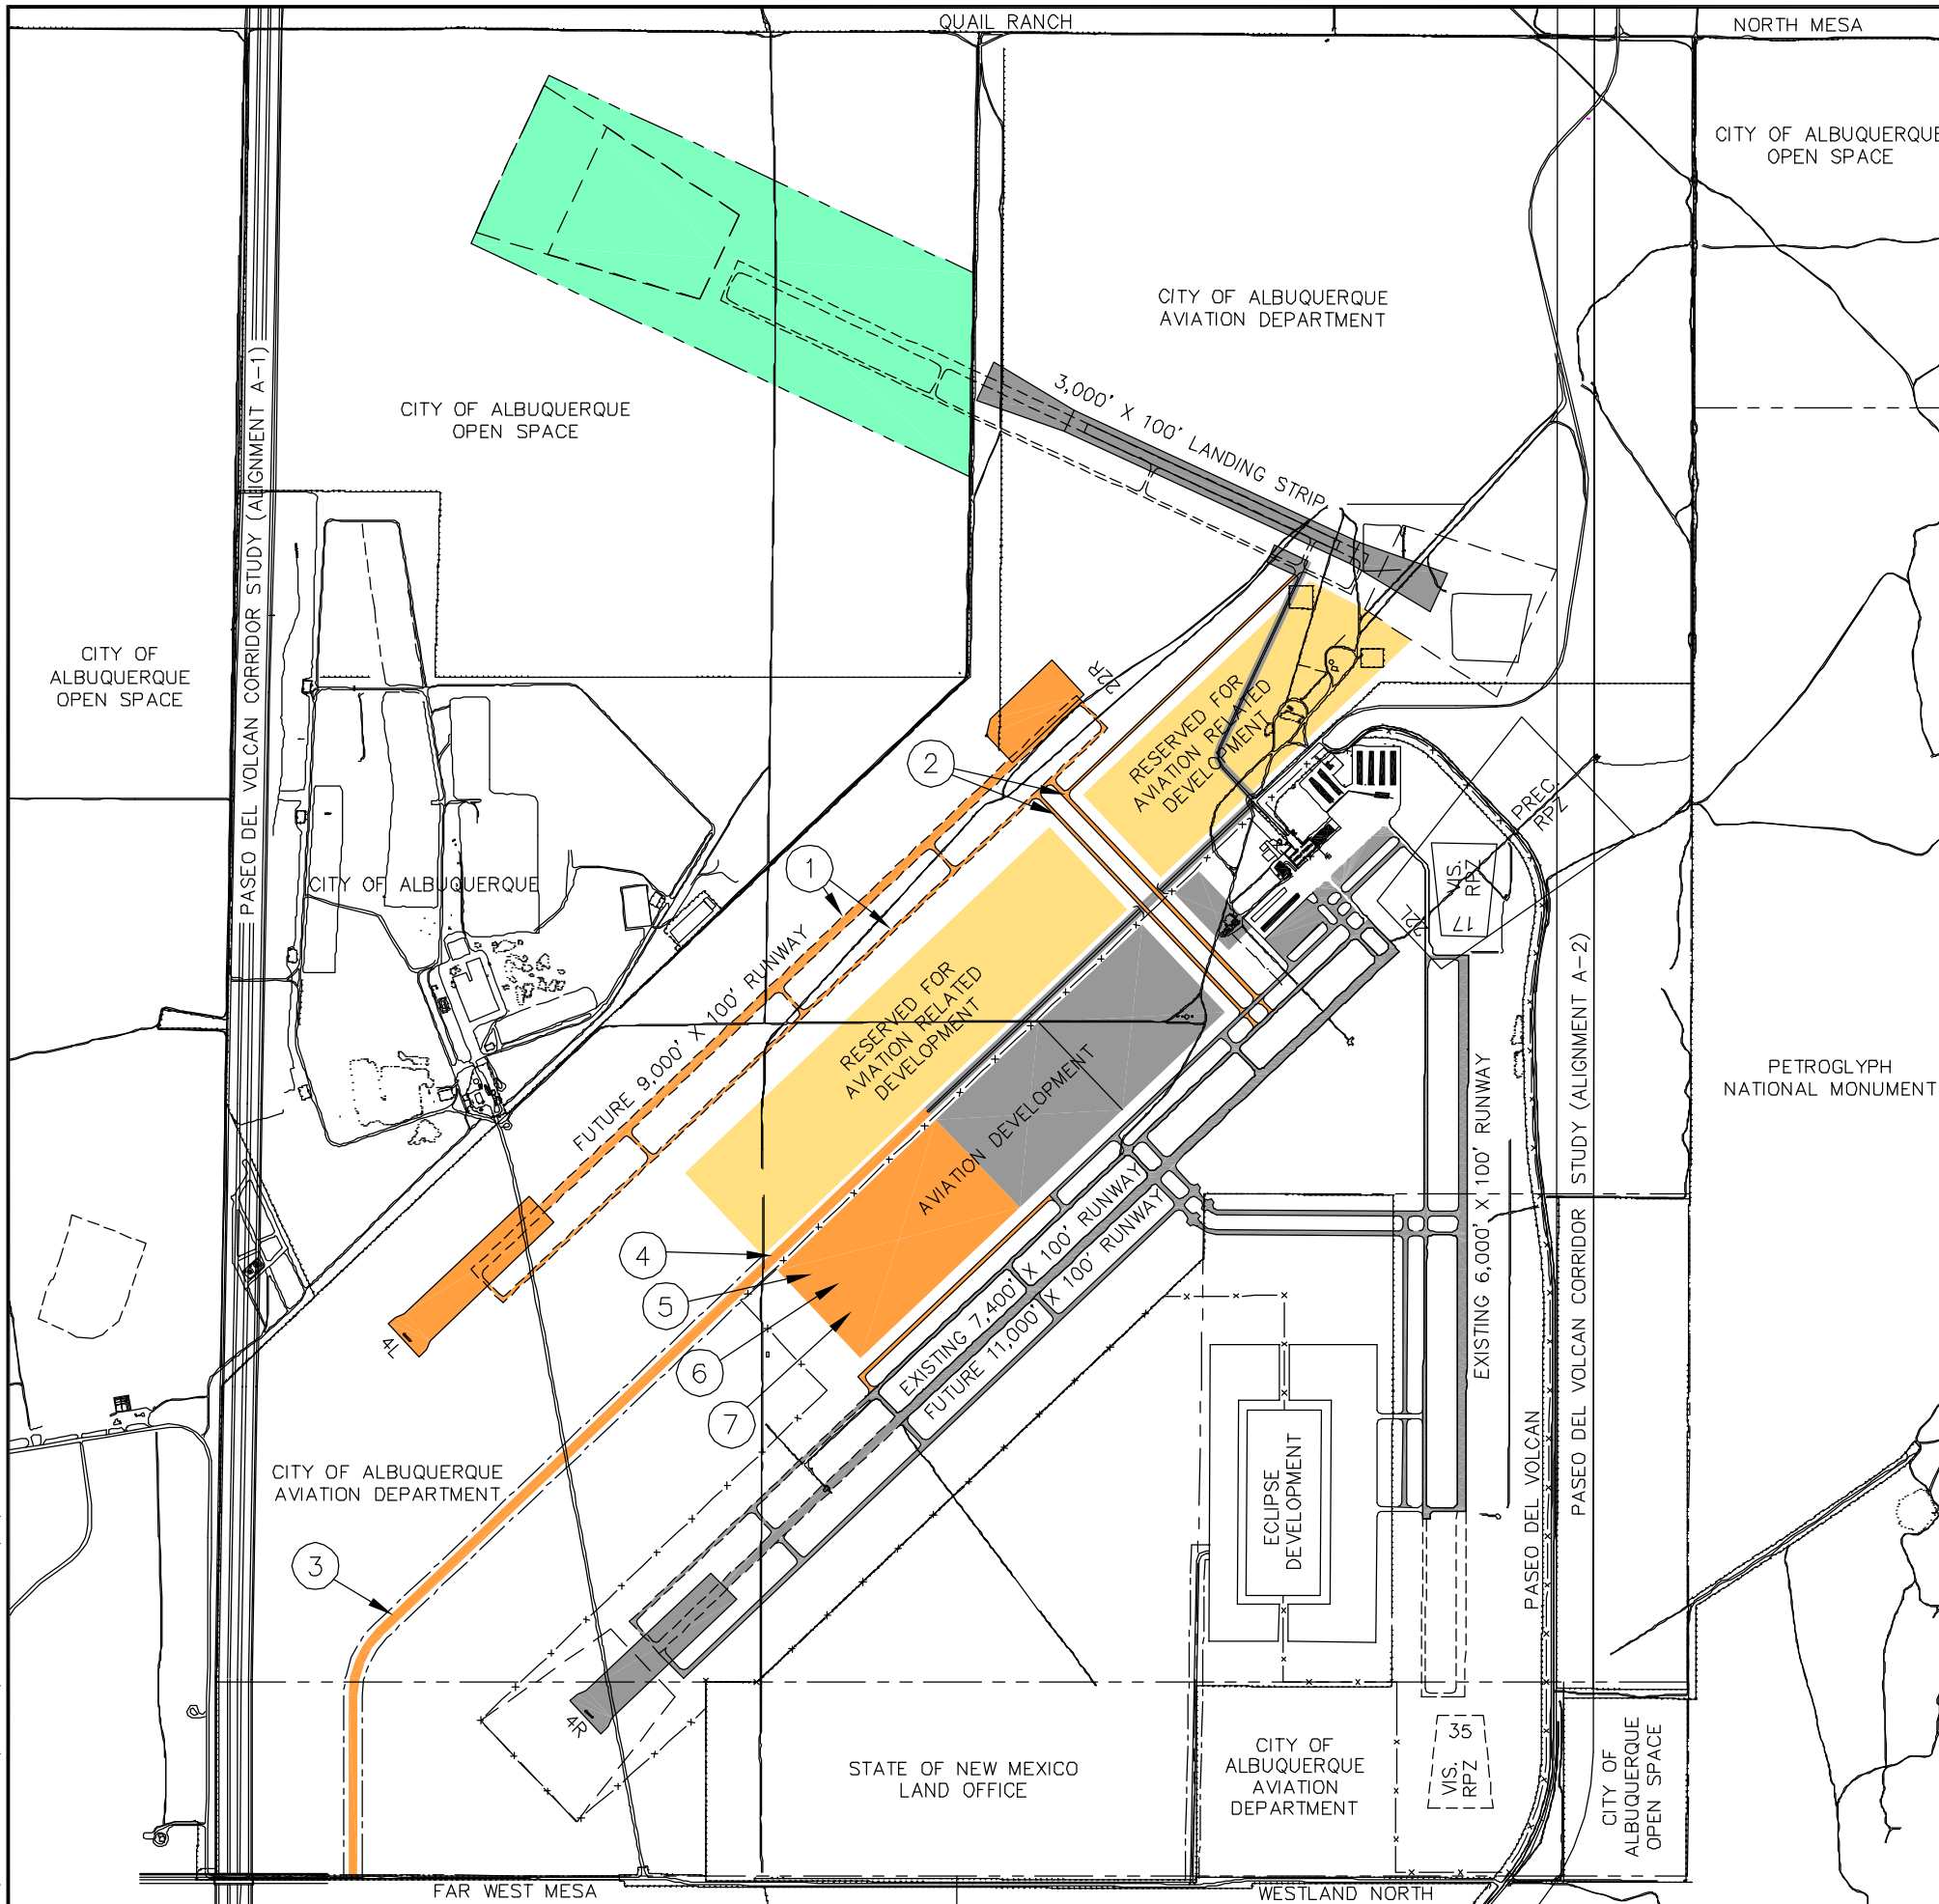 QUAIL RANCH
NORTH MESA
CITY OF ALBUQUERQUE
OPEN SPACE
CITY OF ALBUQUERQUE
AVIATION DEPARTMENT
CITY OF ALBUQUERQUE
OPEN SPACE
PASEO DEL VOLCAN CORRIDOR STUDY (ALIGNMENT A-1)
3,000' X 100' LANDING STRIP
CITY OF
ALBUQUERQUE
OPEN SPACE
22R
RESERVED FOR
AVIATION RELATED
DEVELOPMENT
2
PREC.
RPZ
VIS.
RPZ
17
22L
1
CITY OF ALBUQUERQUE
FUTURE 9,000' X 100' RUNWAY
RESERVED FOR
AVIATION RELATED
DEVELOPMENT
AVIATION DEVELOPMENT
PETROGLYPH
NATIONAL MONUMENT
EXISTING 6,000' X 100' RUNWAY
PASEO DEL VOLCAN CORRIDOR STUDY (ALIGNMENT A-2)
4
5
6
7
4L
EXISTING 7,400' X 100' RUNWAY
FUTURE 11,000' X 100' RUNWAY
ECLIPSE
DEVELOPMENT
PASEO DEL VOLCAN
CITY OF ALBUQUERQUE
AVIATION DEPARTMENT
3
4R
STATE OF NEW MEXICO
LAND OFFICE
CITY OF
ALBUQUERQUE
AVIATION
DEPARTMENT
35
VIS.
RPZ
CITY OF
ALBUQUERQUE
OPEN SPACE
FAR WEST MESA
WESTLAND NORTH